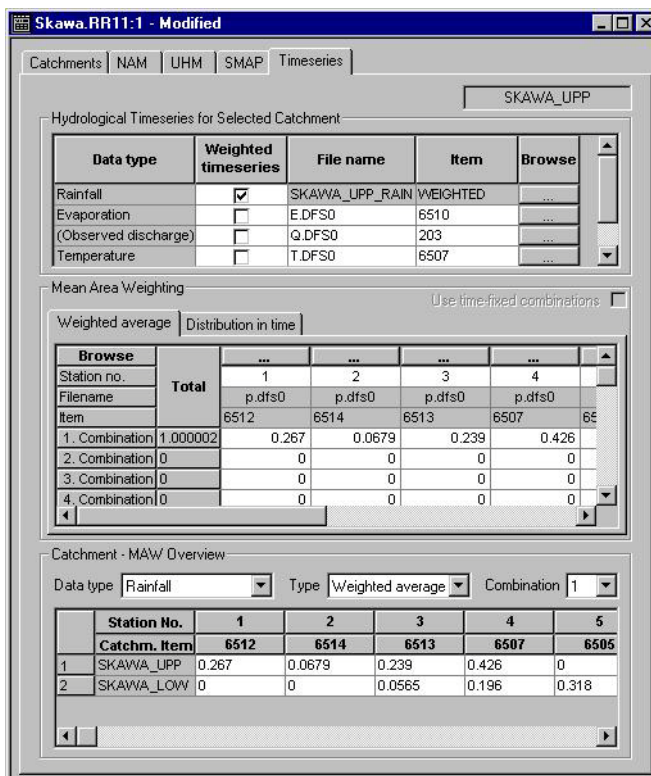 Skawa.RR11:1 - Modified
Catchments NAM UHM SMAP Timeseries
SKAWA_UPP
Hydrological Timeseries for Selected Catchment
Data type Weighted timeseries File name Item Browse
Rainfall SKAWA_UPP_RAIN WEIGHTED ...
Evaporation E.DFS0 6510 ...
(Observed discharge) Q.DFS0 203 ...
Temperature T.DFS0 6507 ...
Mean Area Weighting
Use time-fixed combinations
Weighted average Distribution in time
Browse Total ... ... ... ...
Station no. 1 2 3 4
Filename p.dfs0 p.dfs0 p.dfs0 p.dfs0
Item 6512 6514 6513 6507 65
1. Combination 1.000002 0.267 0.0679 0.239 0.426
2. Combination 0 0 0 0 0
3. Combination 0 0 0 0 0
4. Combination 0 0 0 0 0
Catchment - MAW Overview
Data type Rainfall Type Weighted average Combination 1
Station No. 1 2 3 4 5
Catchm. Item 6512 6514 6513 6507 6505
1 SKAWA_UPP 0.267 0.0679 0.239 0.426 0
2 SKAWA_LOW 0 0 0.0565 0.196 0.318